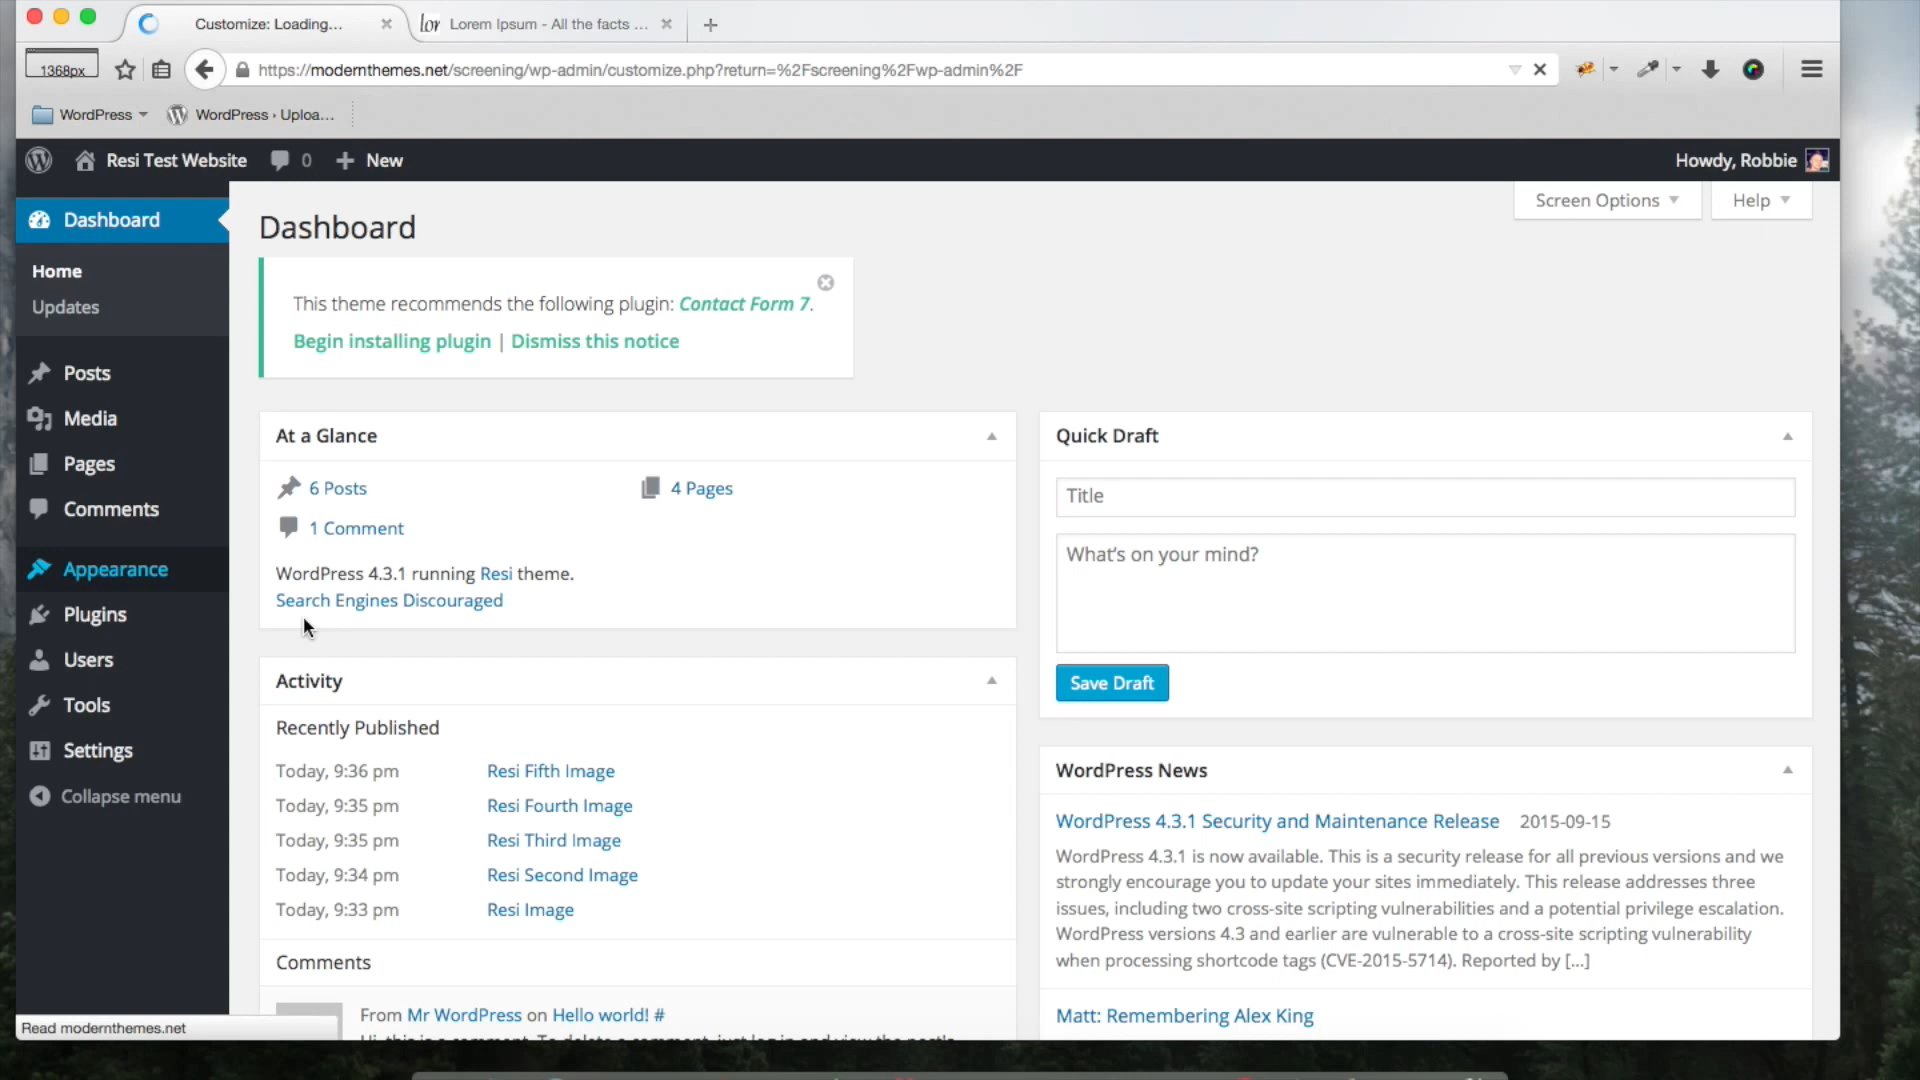 Customize: Loading...
lor Lorem Ipsum - All the facts ...
1368px
https://modernthemes.net/screening/wp-admin/customize.php?return=%2Fscreening%2Fwp-admin%2F
WordPress
WordPress › Uploa...
Resi Test Website
0
New
Howdy, Robbie
Dashboard
Home
Updates
Posts
Media
Pages
Comments
Appearance
Plugins
Users
Tools
Settings
Collapse menu
Screen Options
Help
Dashboard
This theme recommends the following plugin: Contact Form 7.
Begin installing plugin | Dismiss this notice
At a Glance
6 Posts
4 Pages
1 Comment
WordPress 4.3.1 running Resi theme.
Search Engines Discouraged
Activity
Recently Published
Today, 9:36 pm Resi Fifth Image
Today, 9:35 pm Resi Fourth Image
Today, 9:35 pm Resi Third Image
Today, 9:34 pm Resi Second Image
Today, 9:33 pm Resi Image
Comments
From Mr WordPress on Hello world! #
Quick Draft
Title
What's on your mind?
Save Draft
WordPress News
WordPress 4.3.1 Security and Maintenance Release 2015-09-15
WordPress 4.3.1 is now available. This is a security release for all previous versions and we
strongly encourage you to update your sites immediately. This release addresses three
issues, including two cross-site scripting vulnerabilities and a potential privilege escalation.
WordPress versions 4.3 and earlier are vulnerable to a cross-site scripting vulnerability
when processing shortcode tags (CVE-2015-5714). Reported by [...]
Matt: Remembering Alex King
Read modernthemes.net